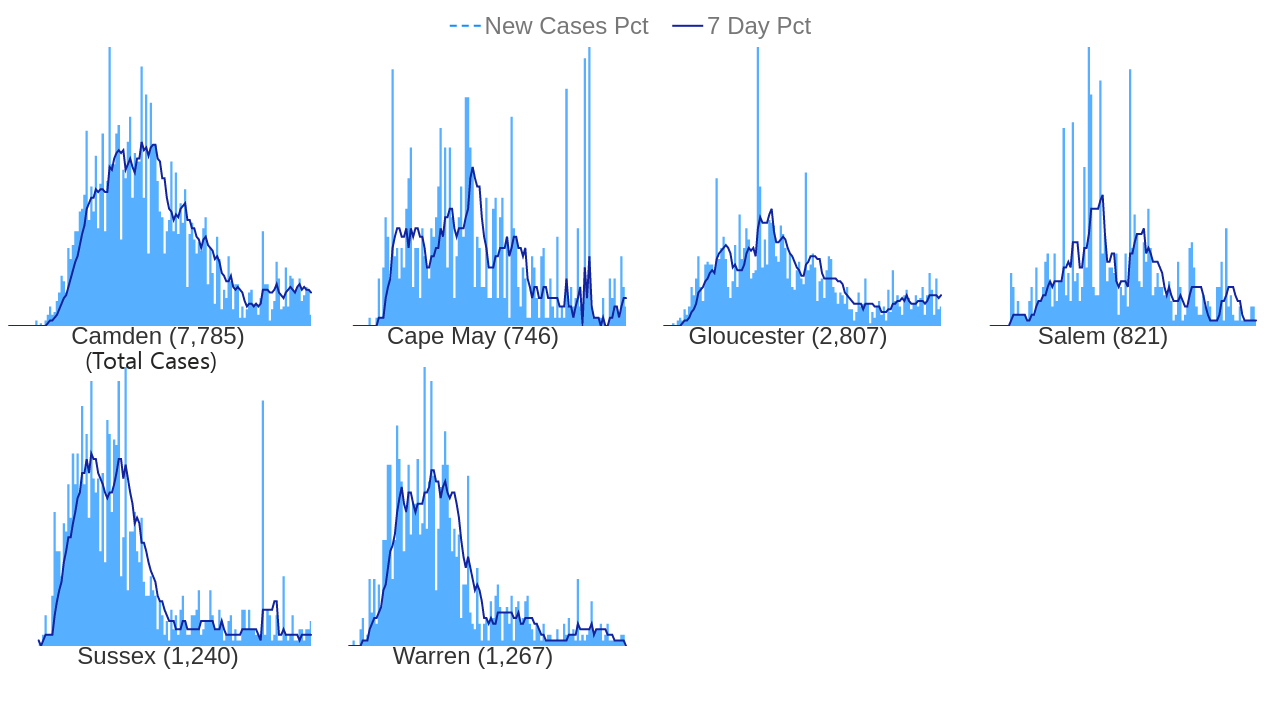 New Cases Pct 7 Day Pct
Camden (7,785) Cape May (746) Gloucester (2,807) Salem (821)
(Total Cases)
Sussex (1,240) Warren (1,267)